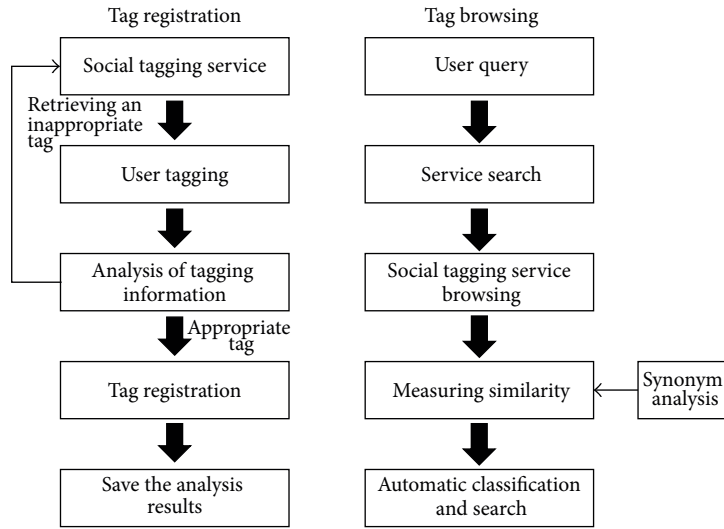 Tag registration
Social tagging service
Retrieving an
inappropriate
tag
User tagging
Analysis of tagging
information
Appropriate
tag
Tag registration
Save the analysis
results
Tag browsing
User query
Service search
Social tagging service
browsing
Measuring similarity
Synonym
analysis
Automatic classification
and search